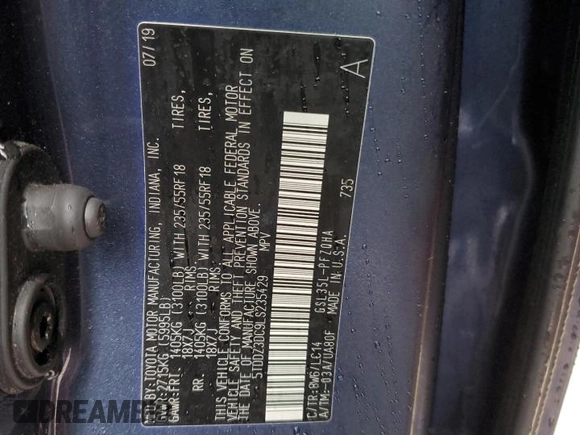 MFD. BY: TOYOTA MOTOR MANUFACTURING, INDIANA, INC. 07/19
GVWR: 2715KG (5995LB)
GAWR: FRT. 1405KG (3100LB) WITH 235/55RF18 TIRES,
18X7J RIMS
RR. 1405KG (3100LB) WITH 235/55RF18 TIRES,
18X7J RIMS
THIS VEHICLE CONFORMS TO ALL APPLICABLE FEDERAL MOTOR
VEHICLE SAFETY AND THEFT PREVENTION STANDARDS IN EFFECT ON
THE DATE OF MANUFACTURE SHOWN ABOVE.
5TDDZ3DC9LS235429 MPV
A
C/TR: 8W6/LC14 GSL35L-PFZQHA
A/TM: -03A/UA80F MADE IN U.S.A. 735
DREAMERBID